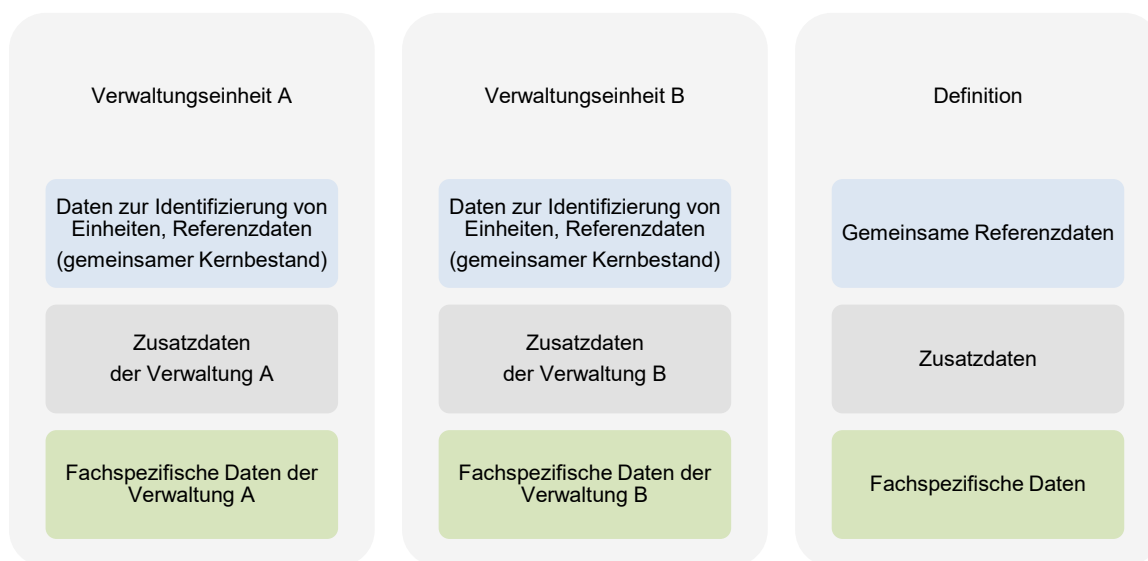 Verwaltungseinheit A
Daten zur Identifizierung von
Einheiten, Referenzdaten
(gemeinsamer Kernbestand)
Zusatzdaten
der Verwaltung A
Fachspezifische Daten der
Verwaltung A
Verwaltungseinheit B
Daten zur Identifizierung von
Einheiten, Referenzdaten
(gemeinsamer Kernbestand)
Zusatzdaten
der Verwaltung B
Fachspezifische Daten der
Verwaltung B
Definition
Gemeinsame Referenzdaten
Zusatzdaten
Fachspezifische Daten